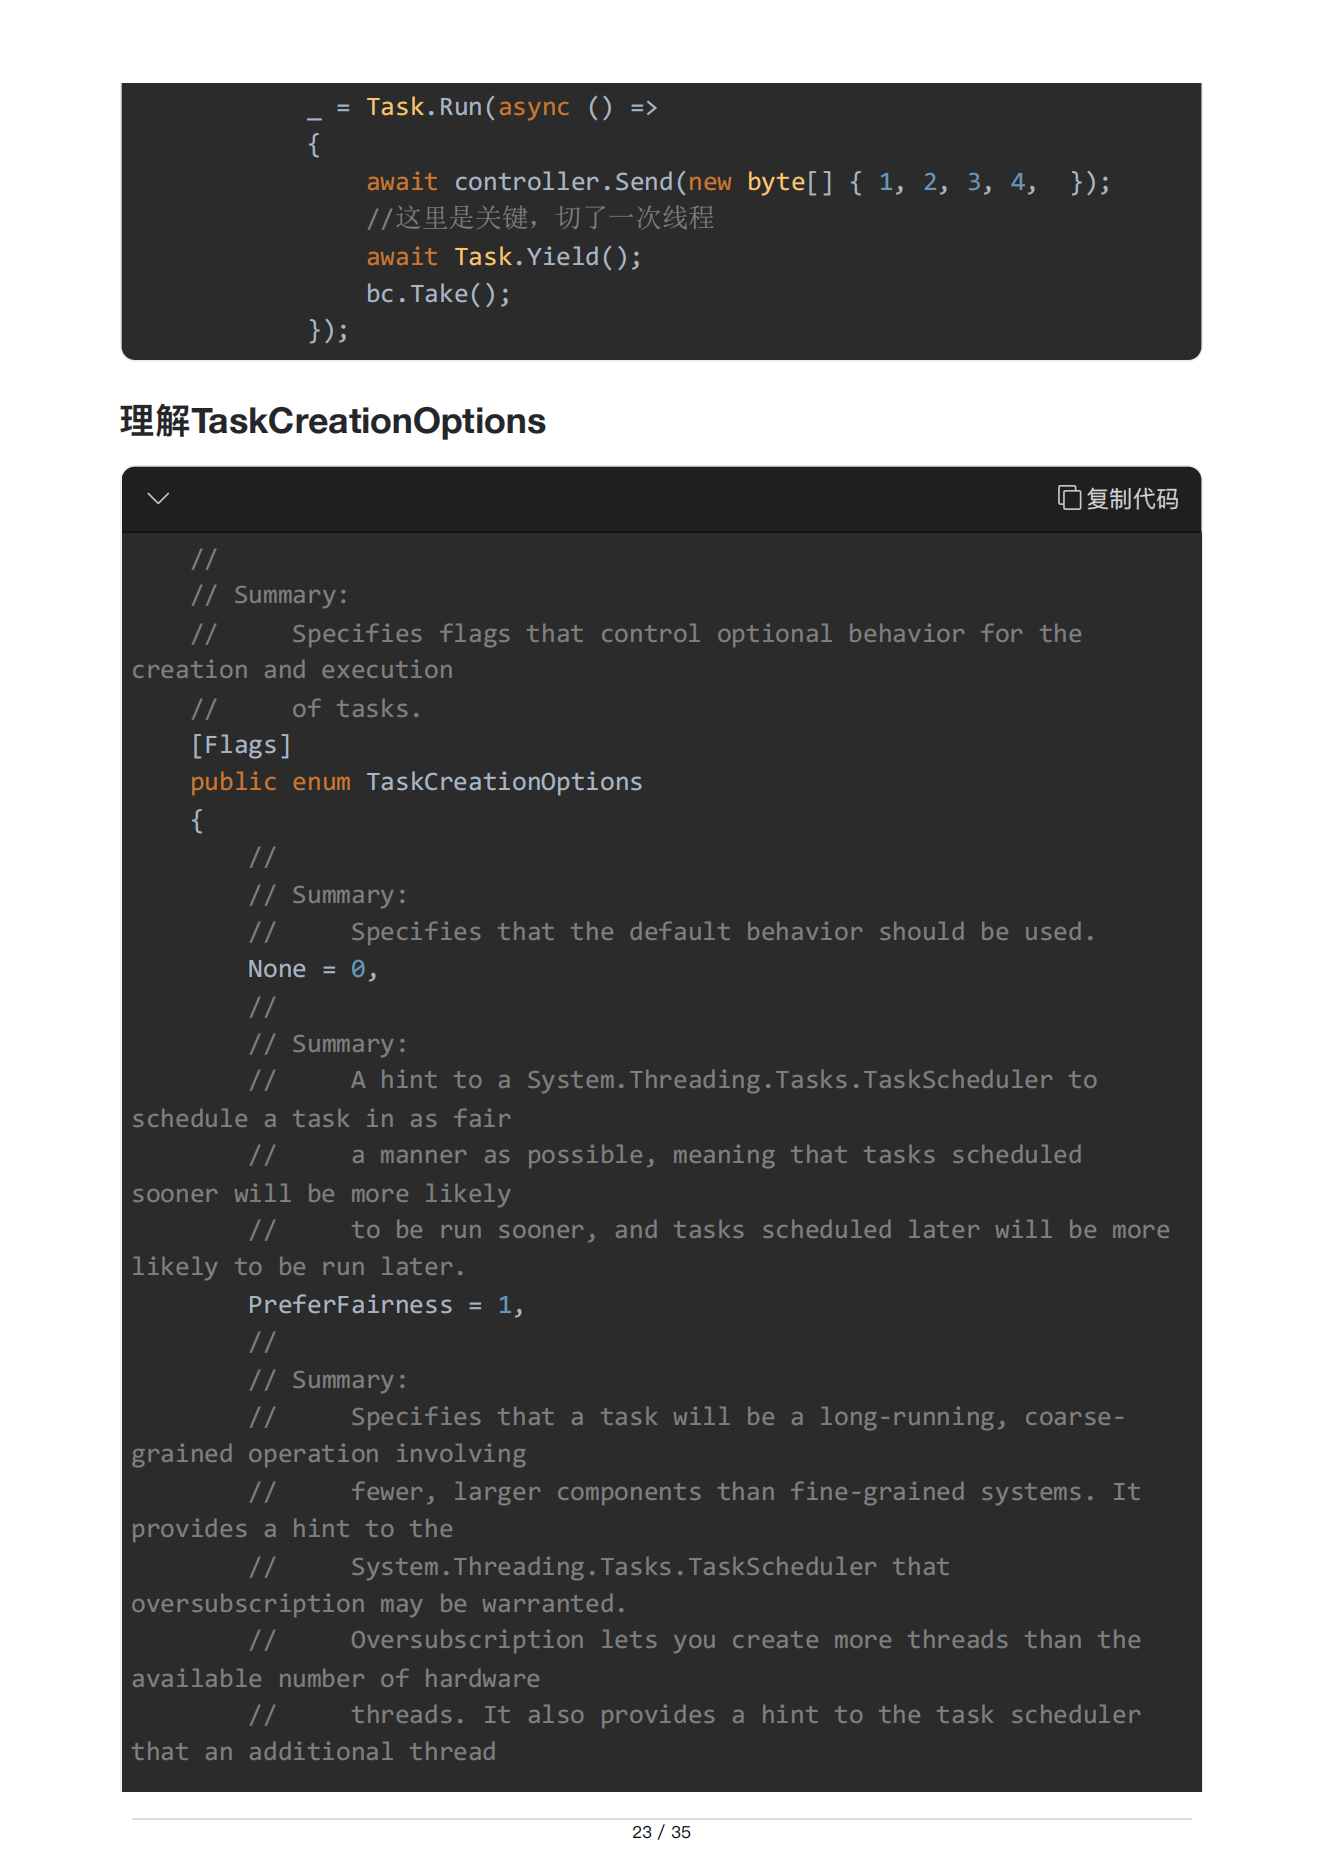 _ = Task.Run(async () =>
{
await controller.Send(new byte[] { 1, 2, 3, 4,  });
//这里是关键，切了一次线程
await Task.Yield();
bc.Take();
});
理解TaskCreationOptions
复制代码
//
// Summary:
//     Specifies flags that control optional behavior for the
creation and execution
//     of tasks.
[Flags]
public enum TaskCreationOptions
{
//
// Summary:
//     Specifies that the default behavior should be used.
None = 0,
//
// Summary:
//     A hint to a System.Threading.Tasks.TaskScheduler to
schedule a task in as fair
//     a manner as possible, meaning that tasks scheduled
sooner will be more likely
//     to be run sooner, and tasks scheduled later will be more
likely to be run later.
PreferFairness = 1,
//
// Summary:
//     Specifies that a task will be a long-running, coarse-
grained operation involving
//     fewer, larger components than fine-grained systems. It
provides a hint to the
//     System.Threading.Tasks.TaskScheduler that
oversubscription may be warranted.
//     Oversubscription lets you create more threads than the
available number of hardware
//     threads. It also provides a hint to the task scheduler
that an additional thread
23 / 35